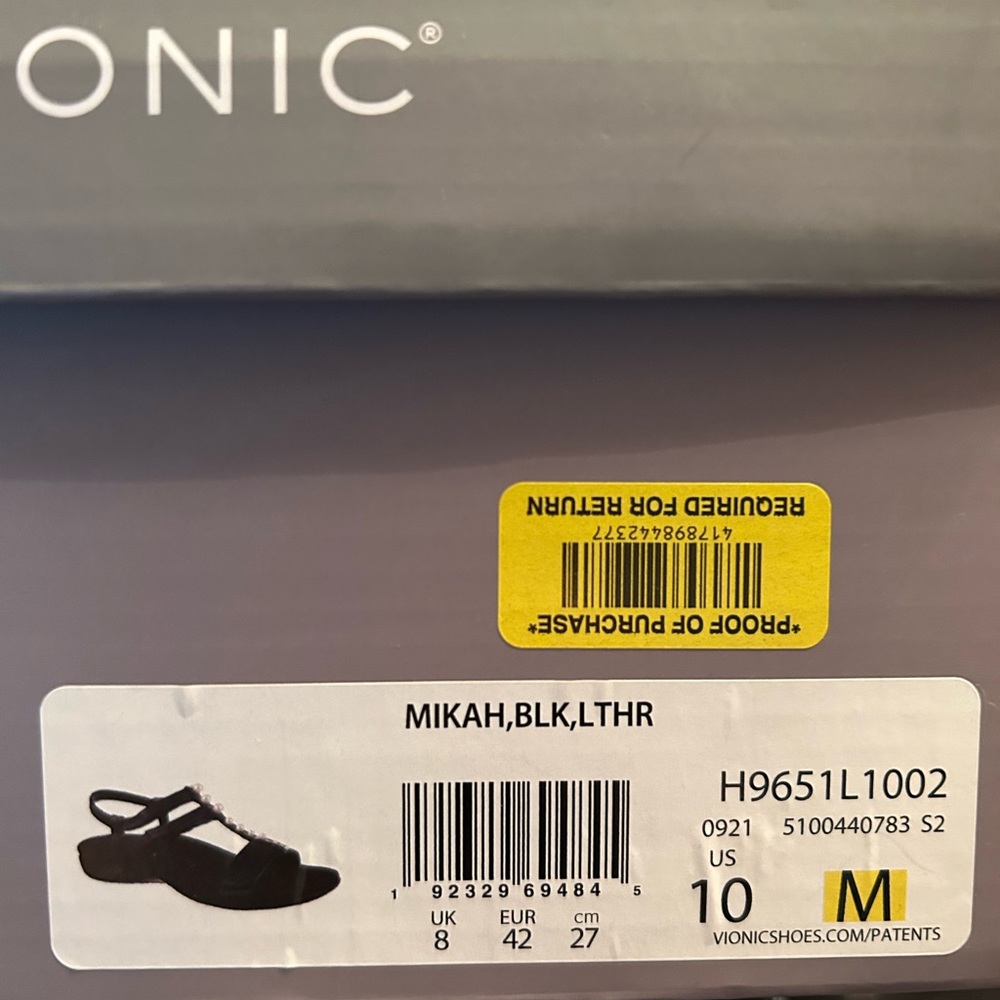 ONIC®
*PROOF OF PURCHASE*
417898442377
REQUIRED FOR RETURN
MIKAH,BLK,LTHR
H9651L1002
0921 5100440783 S2
1 92329 69484 5
US
10 M
UK EUR cm
8 42 27
VIONICSHOES.COM/PATENTS